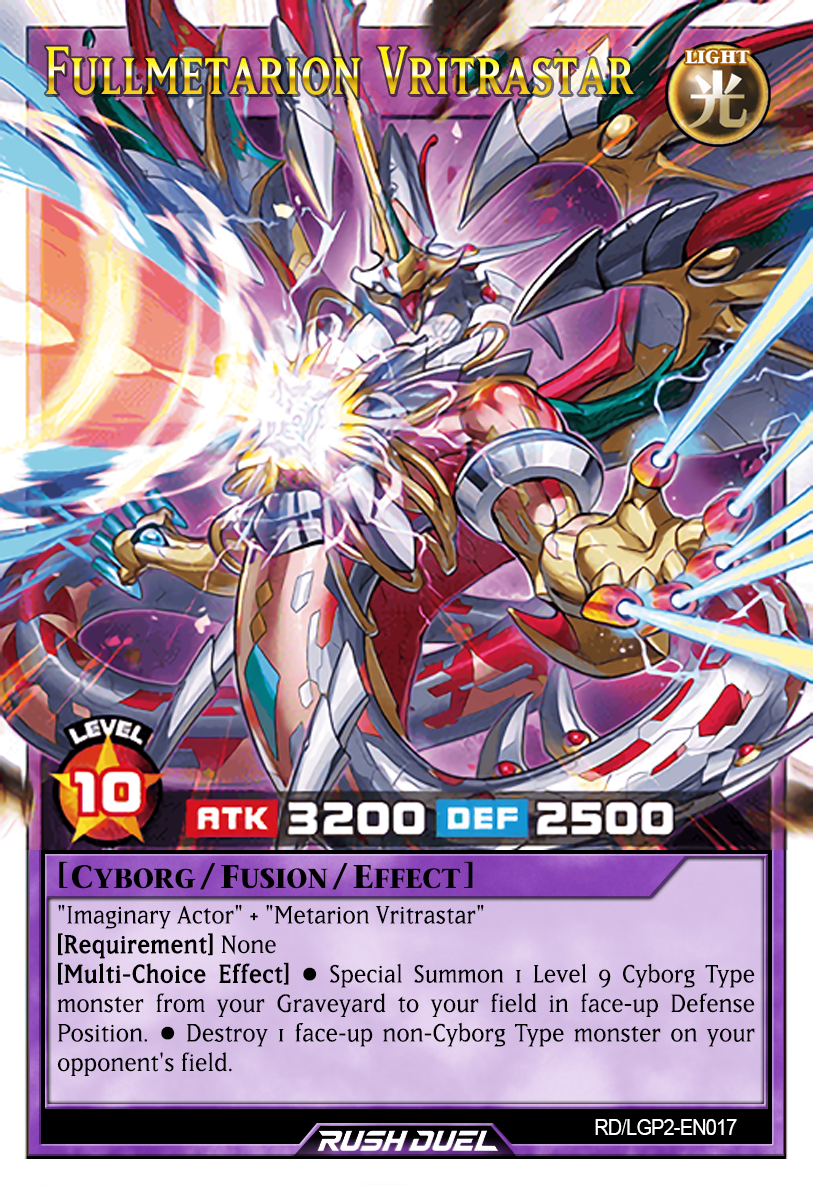 Fullmetarion Vritrastar
LIGHT
光
LEVEL
10
ATK 3200 DEF 2500
[Cyborg / Fusion / Effect]
"Imaginary Actor" + "Metarion Vritrastar"
[Requirement] None
[Multi-Choice Effect] ● Special Summon 1 Level 9 Cyborg Type
monster from your Graveyard to your field in face-up Defense
Position. ● Destroy 1 face-up non-Cyborg Type monster on your
opponent's field.
RD/LGP2-EN017
RUSH DUEL